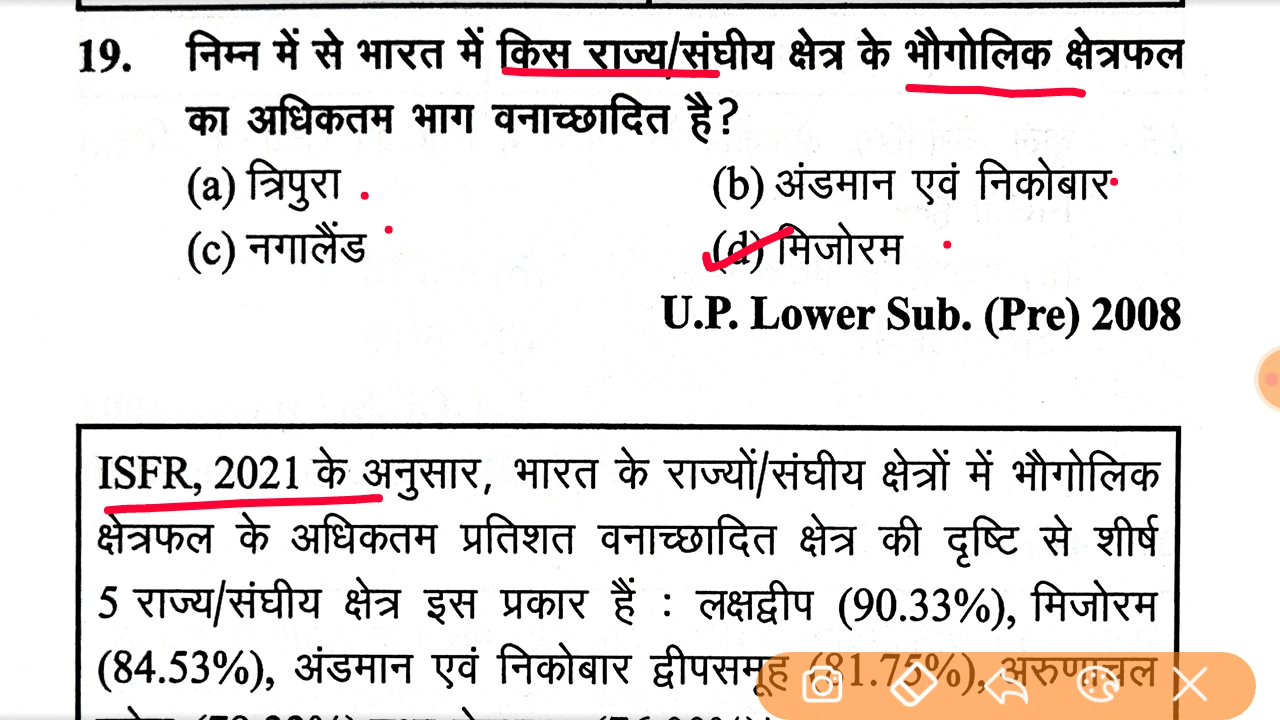 19. निम्न में से भारत में किस राज्य/संघीय क्षेत्र के भौगोलिक क्षेत्रफल
का अधिकतम भाग वनाच्छादित है?
(a) त्रिपुरा (b) अंडमान एवं निकोबार
(c) नगालैंड (d) मिजोरम
U.P. Lower Sub. (Pre) 2008
ISFR, 2021 के अनुसार, भारत के राज्यों/संघीय क्षेत्रों में भौगोलिक
क्षेत्रफल के अधिकतम प्रतिशत वनाच्छादित क्षेत्र की दृष्टि से शीर्ष
5 राज्य/संघीय क्षेत्र इस प्रकार हैं : लक्षद्वीप (90.33%), मिजोरम
(84.53%), अंडमान एवं निकोबार द्वीपसमूह (81.75%), अरुणाचल